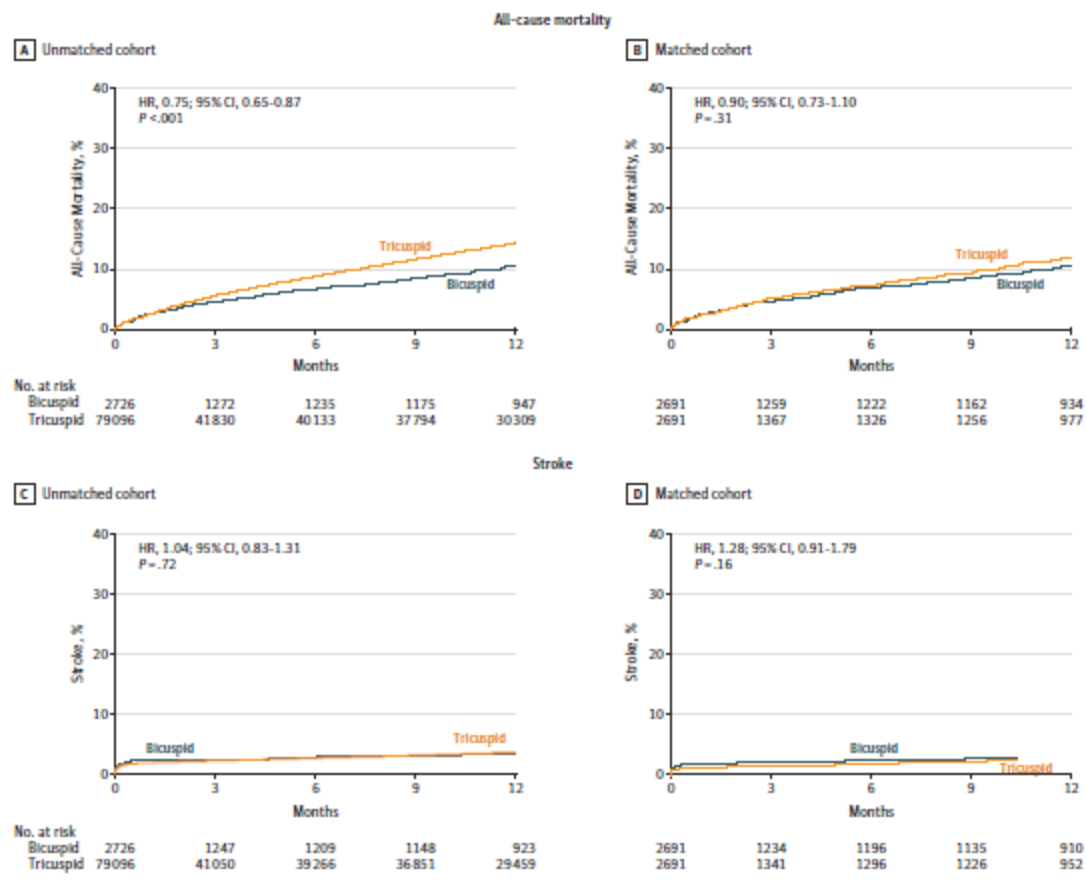 All-cause mortality
A Unmatched cohort
HR, 0.75; 95% CI, 0.65-0.87
P <.001
All-Cause Mortality, %
40
30
20
10
0
Tricuspid
Bicuspid
0 3 6 9 12
Months
No. at risk
Bicuspid 2726 1272 1235 1175 947
Tricuspid 79096 41830 40133 37794 30309
B Matched cohort
HR, 0.90; 95% CI, 0.73-1.10
P=.31
All-Cause Mortality, %
40
30
20
10
0
Tricuspid
Bicuspid
0 3 6 9 12
Months
2691 1259 1222 1162 934
2691 1367 1326 1256 977
Stroke
C Unmatched cohort
HR, 1.04; 95% CI, 0.83-1.31
P=.72
Stroke, %
40
30
20
10
0
Bicuspid
Tricuspid
0 3 6 9 12
Months
No. at risk
Bicuspid 2726 1247 1209 1148 923
Tricuspid 79096 41050 39266 36851 29459
D Matched cohort
HR, 1.28; 95% CI, 0.91-1.79
P=.16
Stroke, %
40
30
20
10
0
Bicuspid
Tricuspid
0 3 6 9 12
Months
2691 1234 1196 1135 910
2691 1341 1296 1226 952